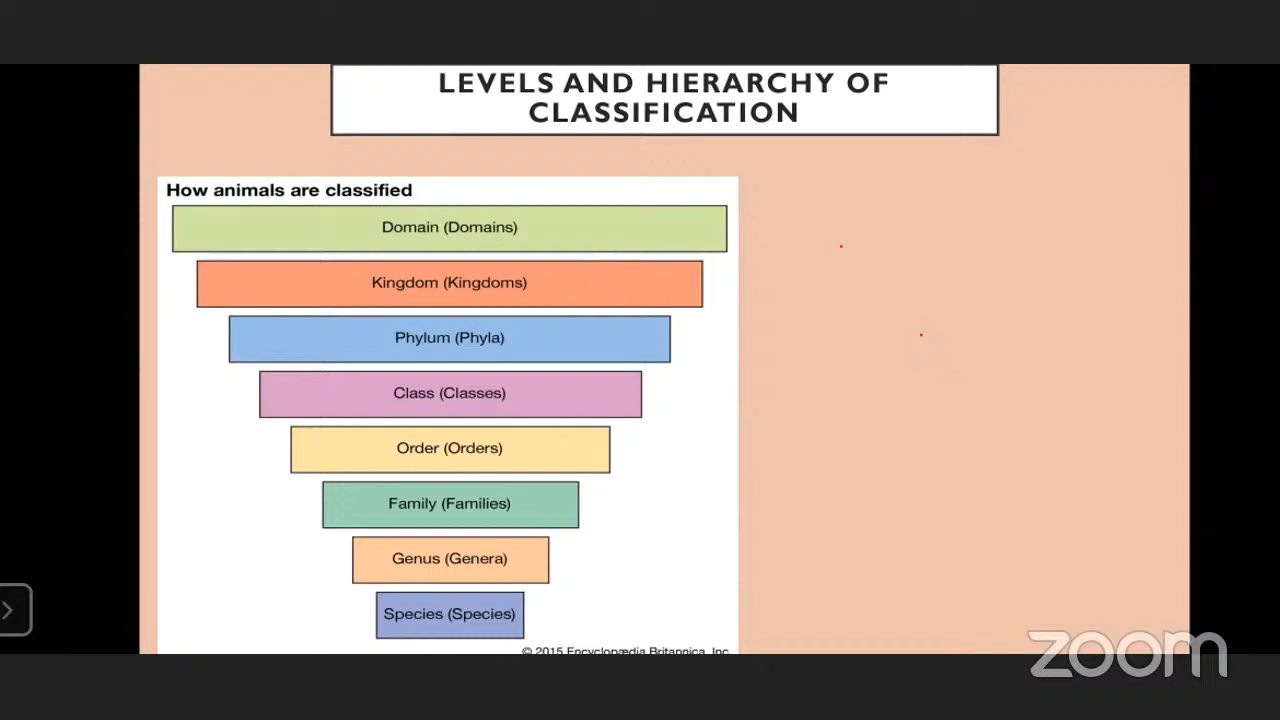 LEVELS AND HIERARCHY OF
CLASSIFICATION
How animals are classified
Domain (Domains)
Kingdom (Kingdoms)
Phylum (Phyla)
Class (Classes)
Order (Orders)
Family (Families)
Genus (Genera)
Species (Species)
© 2015 Encyclopædia Britannica, Inc
zoom